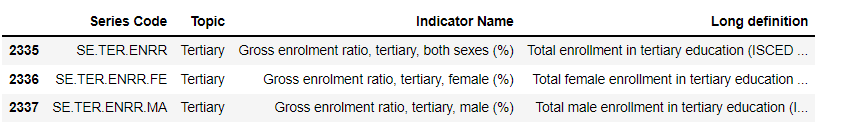 Series Code Topic Indicator Name Long definition
2335 SE.TER.ENRR Tertiary Gross enrolment ratio, tertiary, both sexes (%) Total enrollment in tertiary education (ISCED ...
2336 SE.TER.ENRR.FE Tertiary Gross enrolment ratio, tertiary, female (%) Total female enrollment in tertiary education ...
2337 SE.TER.ENRR.MA Tertiary Gross enrolment ratio, tertiary, male (%) Total male enrollment in tertiary education (I...